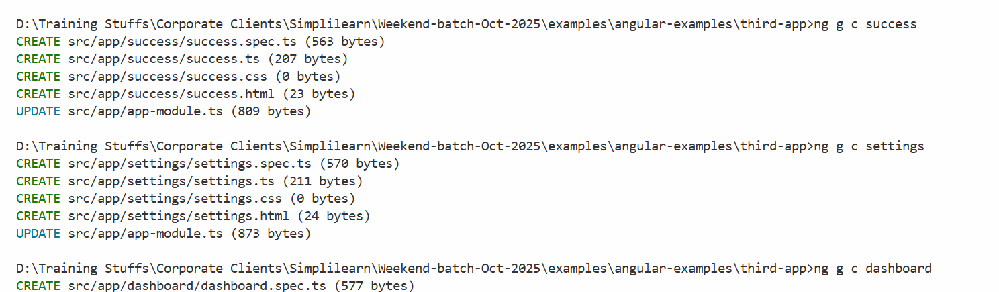 D:\Training Stuffs\Corporate Clients\Simplilearn\Weekend-batch-Oct-2025\examples\angular-examples\third-app>ng g c success
CREATE src/app/success/success.spec.ts (563 bytes)
CREATE src/app/success/success.ts (207 bytes)
CREATE src/app/success/success.css (0 bytes)
CREATE src/app/success/success.html (23 bytes)
UPDATE src/app/app-module.ts (809 bytes)
D:\Training Stuffs\Corporate Clients\Simplilearn\Weekend-batch-Oct-2025\examples\angular-examples\third-app>ng g c settings
CREATE src/app/settings/settings.spec.ts (570 bytes)
CREATE src/app/settings/settings.ts (211 bytes)
CREATE src/app/settings/settings.css (0 bytes)
CREATE src/app/settings/settings.html (24 bytes)
UPDATE src/app/app-module.ts (873 bytes)
D:\Training Stuffs\Corporate Clients\Simplilearn\Weekend-batch-Oct-2025\examples\angular-examples\third-app>ng g c dashboard
CREATE src/app/dashboard/dashboard.spec.ts (577 bytes)